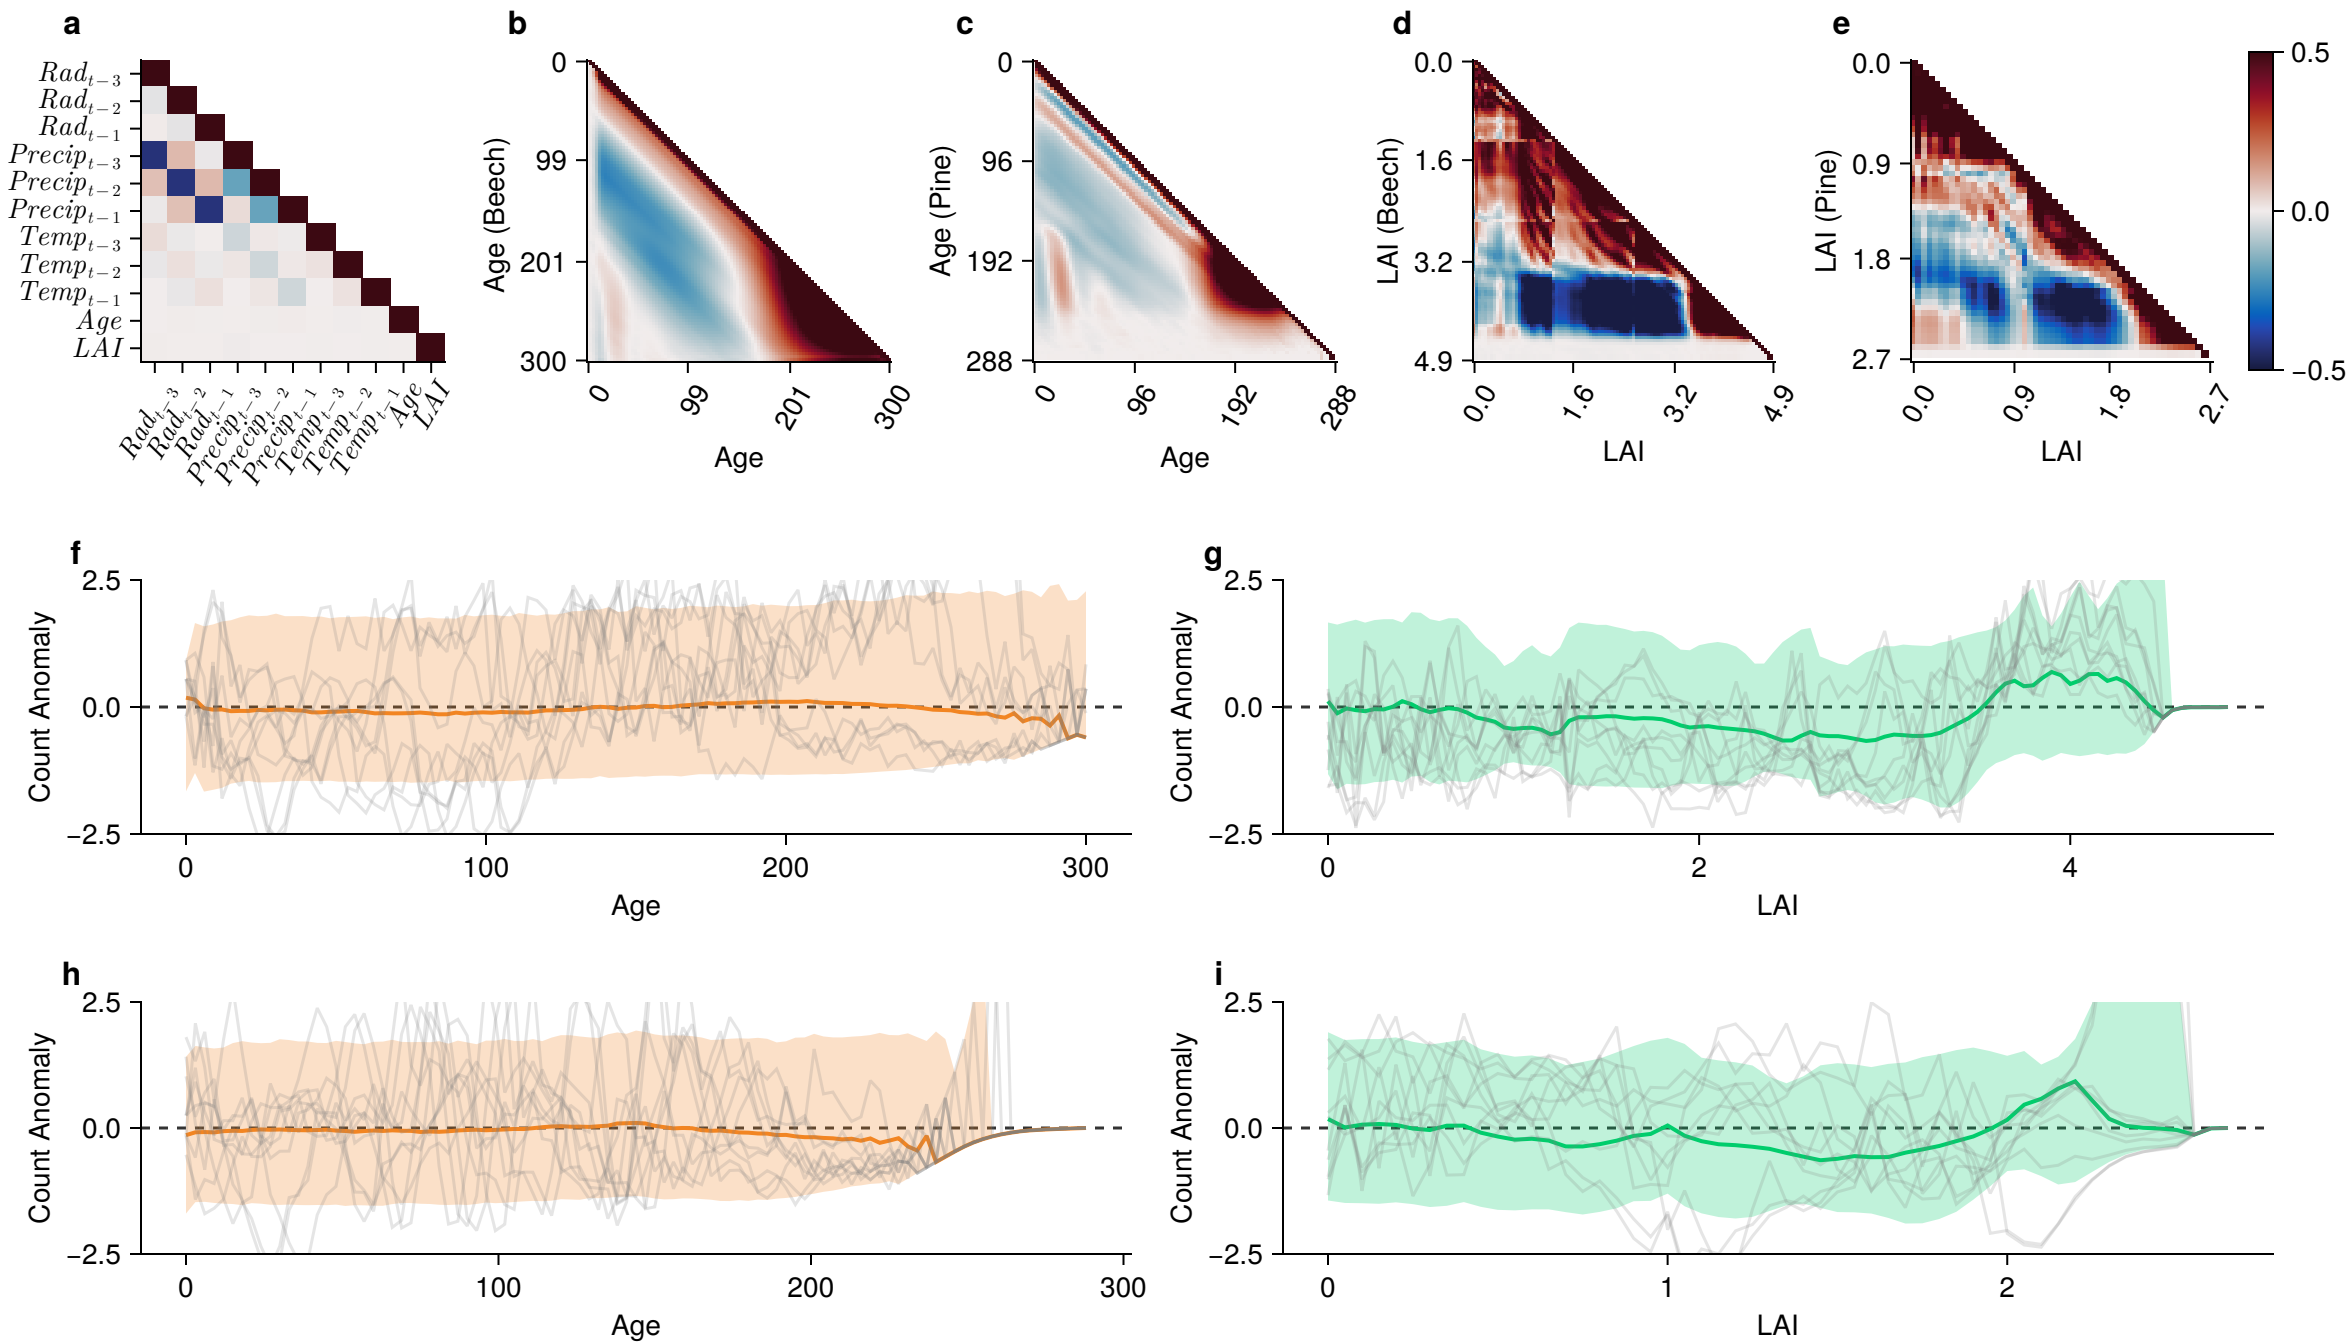 a
b
c
d
e
Rad_{t−3}
Rad_{t−2}
Rad_{t−1}
Precip_{t−3}
Precip_{t−2}
Precip_{t−1}
Temp_{t−3}
Temp_{t−2}
Temp_{t−1}
Age
LAI
Rad_{t−3}
Rad_{t−2}
Rad_{t−1}
Precip_{t−3}
Precip_{t−2}
Precip_{t−1}
Temp_{t−3}
Temp_{t−2}
Temp_{t−1}
Age
LAI
Age (Beech)
0
99
201
300
0
99
201
300
Age
Age (Pine)
0
96
192
288
0
96
192
288
Age
LAI (Beech)
0.0
1.6
3.2
4.9
0.0
1.6
3.2
4.9
LAI
LAI (Pine)
0.0
0.9
1.8
2.7
0.0
0.9
1.8
2.7
LAI
0.5
0.0
−0.5
f
Count Anomaly
2.5
0.0
−2.5
0
100
200
300
Age
g
Count Anomaly
2.5
0.0
−2.5
0
2
4
LAI
h
Count Anomaly
2.5
0.0
−2.5
0
100
200
300
Age
i
Count Anomaly
2.5
0.0
−2.5
0
1
2
LAI